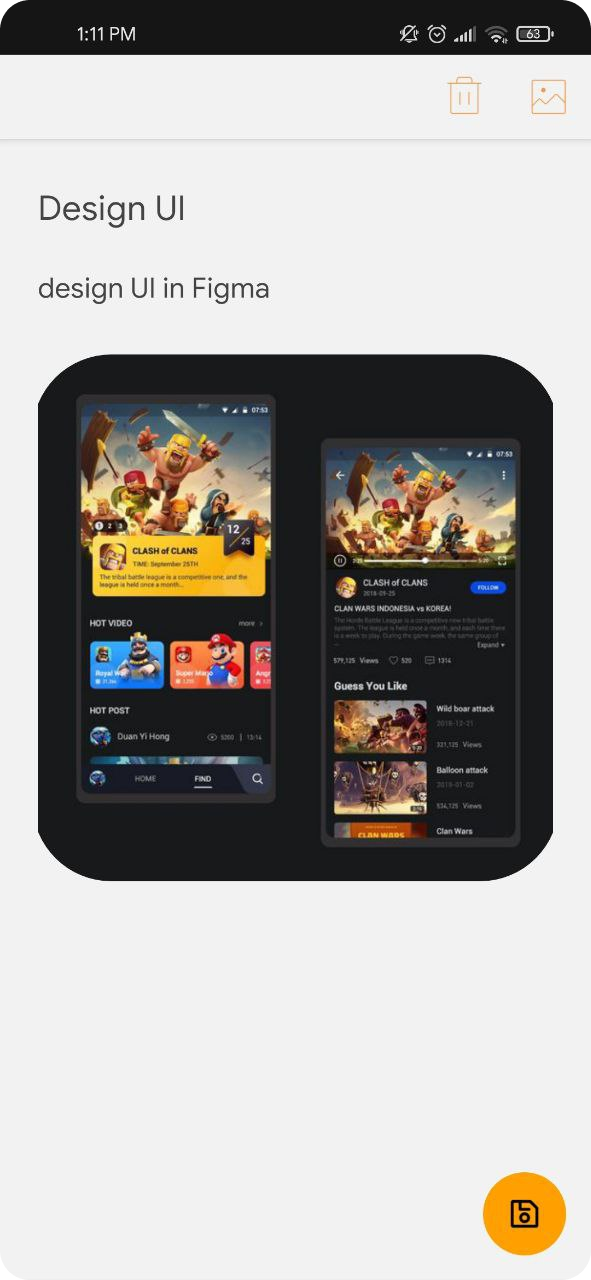 1:11 PM
63
Design UI
design UI in Figma
07:53
1 2 3
12
25
CLASH of CLANS
TIME: September 25TH
The tribal battle league is a competitive one, and the
league is held once a month...
HOT VIDEO
more
Super Mario
HOT POST
Duan Yi Hong
5200
13:14
HOME
FIND
07:53
5:20
CLASH of CLANS
2018-09-25
FOLLOW
CLAN WARS INDONESIA vs KOREA!
The Horde Battle League is a competitive new tribal battle
system. The league is held once a month, and each time there
is a week to play. During the game week, the same group of
...
Expand
579,125 Views
520
1314
Guess You Like
Wild boar attack
2018-12-21
321,125 Views
Balloon attack
2018-01-02
534,125 Views
Clan Wars
CLAN WARS